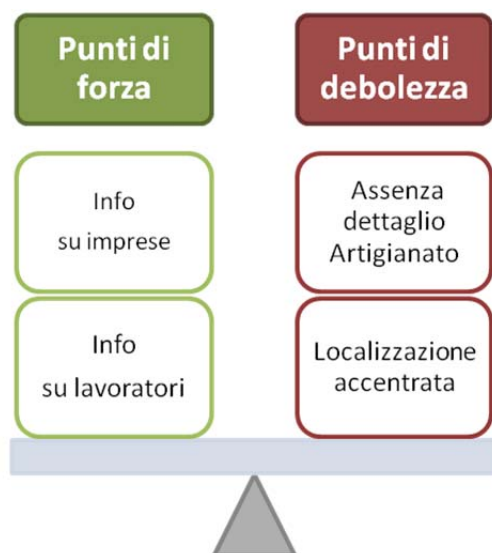 Punti di
forza
Punti di
debolezza
Info
su imprese
Assenza
dettaglio
Artigianato
Info
su lavoratori
Localizzazione
accentrata